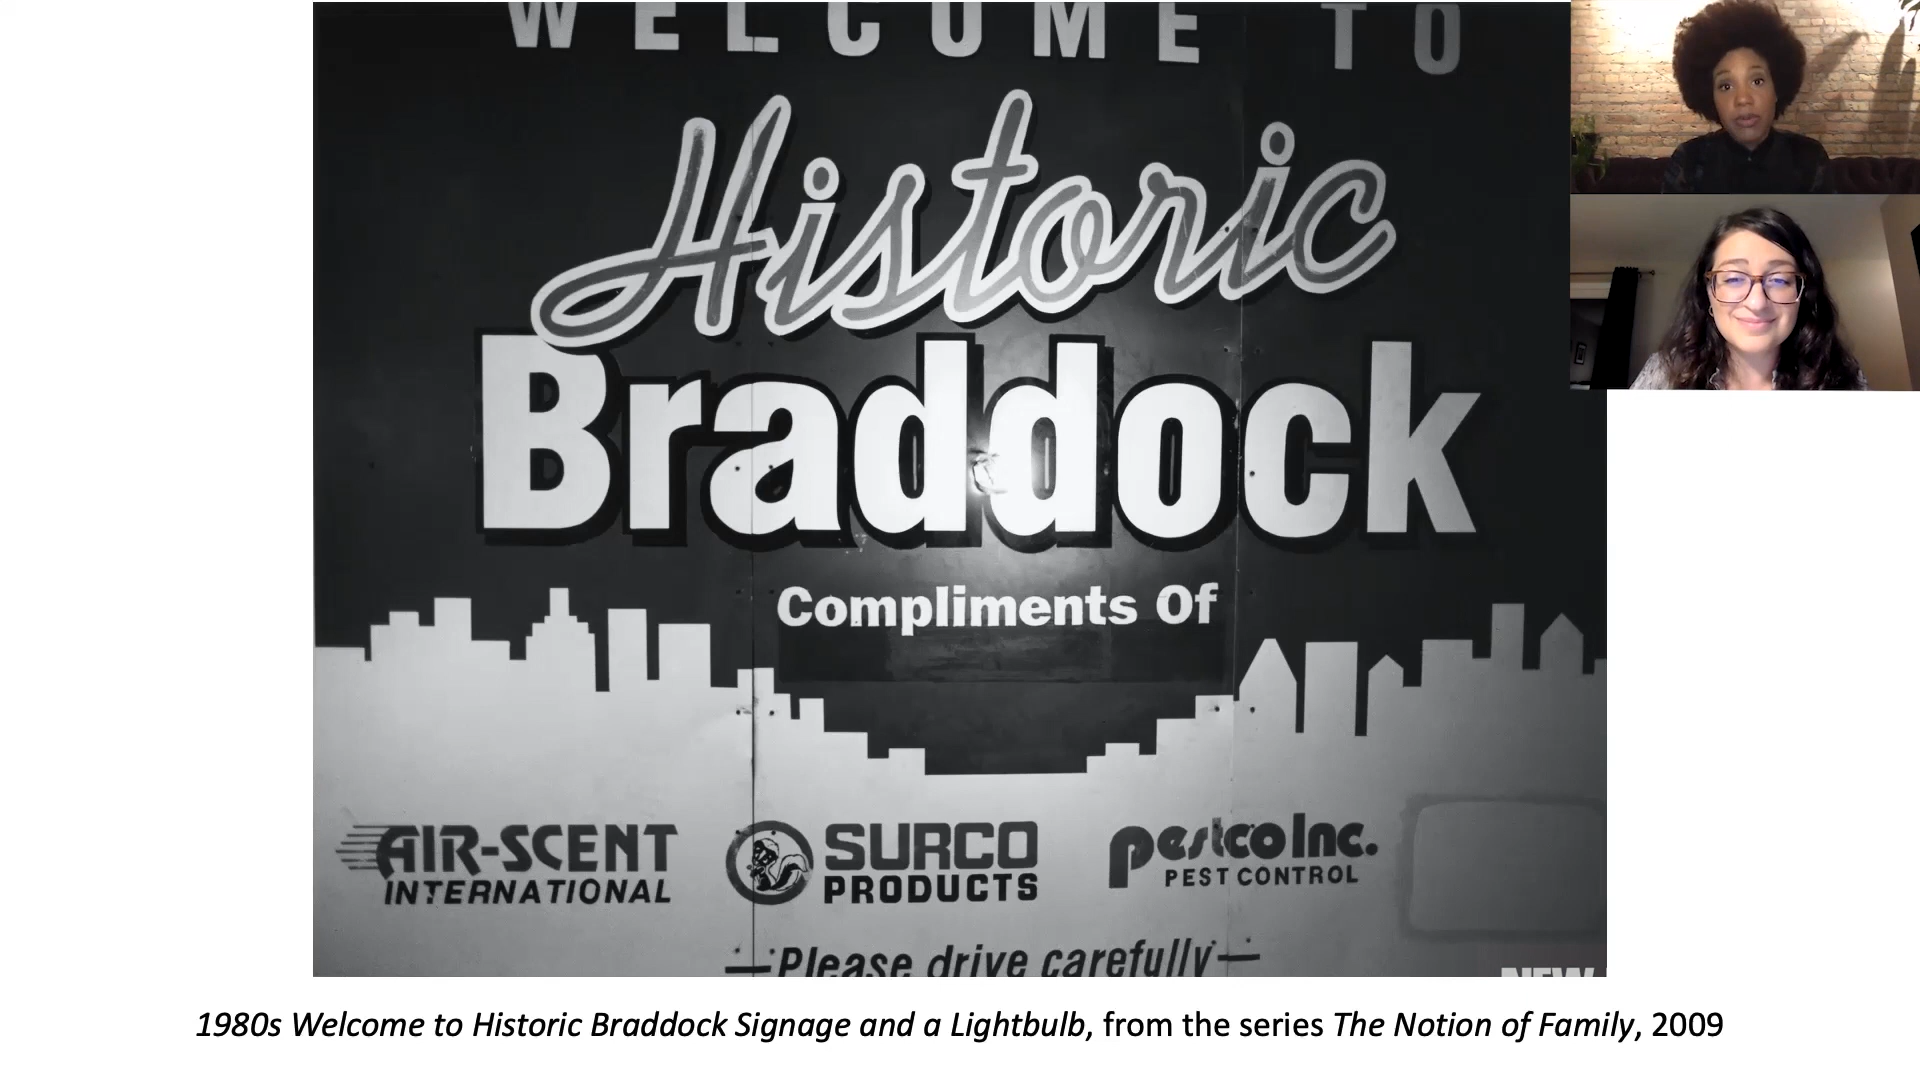 WELCOME TO
Historic
Braddock
Compliments Of
AIR-SCENT
INTERNATIONAL
SURCO
PRODUCTS
pestco Inc.
PEST CONTROL
—Please drive carefully—
NEW
1980s Welcome to Historic Braddock Signage and a Lightbulb, from the series The Notion of Family, 2009